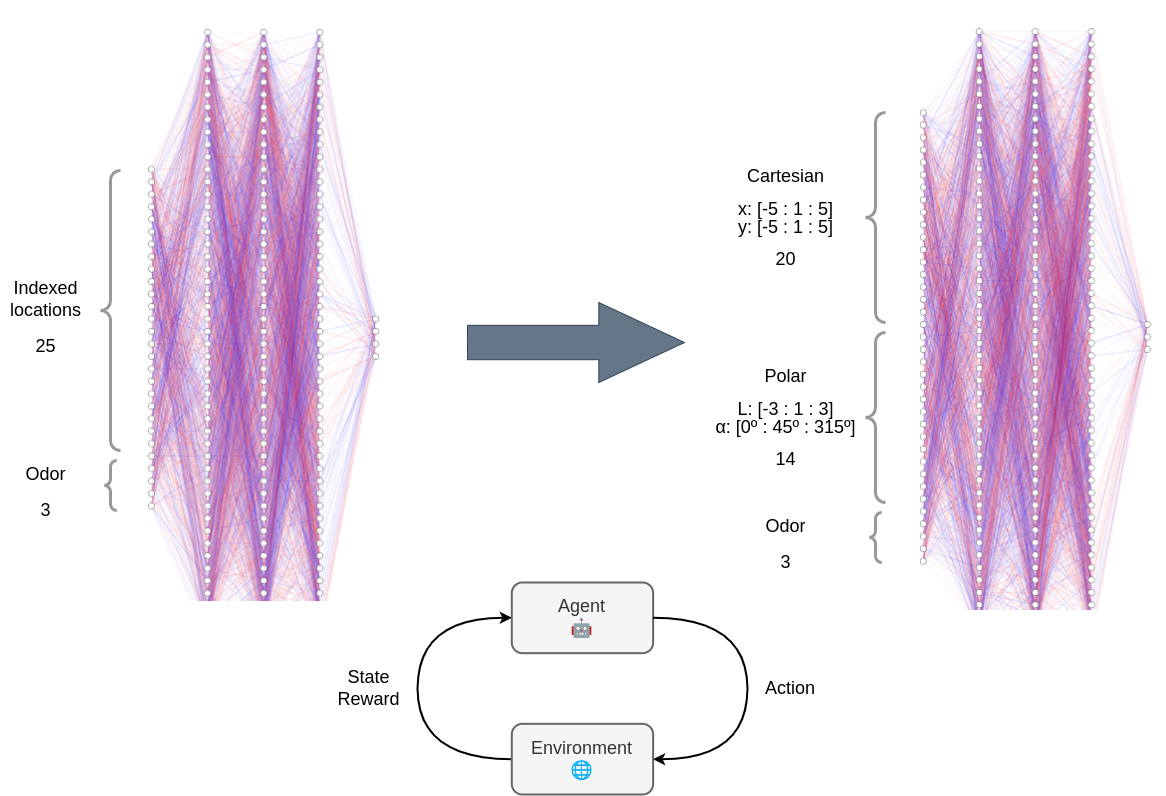 Indexed
locations
25
Odor
3
Cartesian
x: [-5 : 1 : 5]
y: [-5 : 1 : 5]
20
Polar
L: [-3 : 1 : 3]
α: [0º : 45º : 315º]
14
Odor
3
Agent
State
Reward
Action
Environment